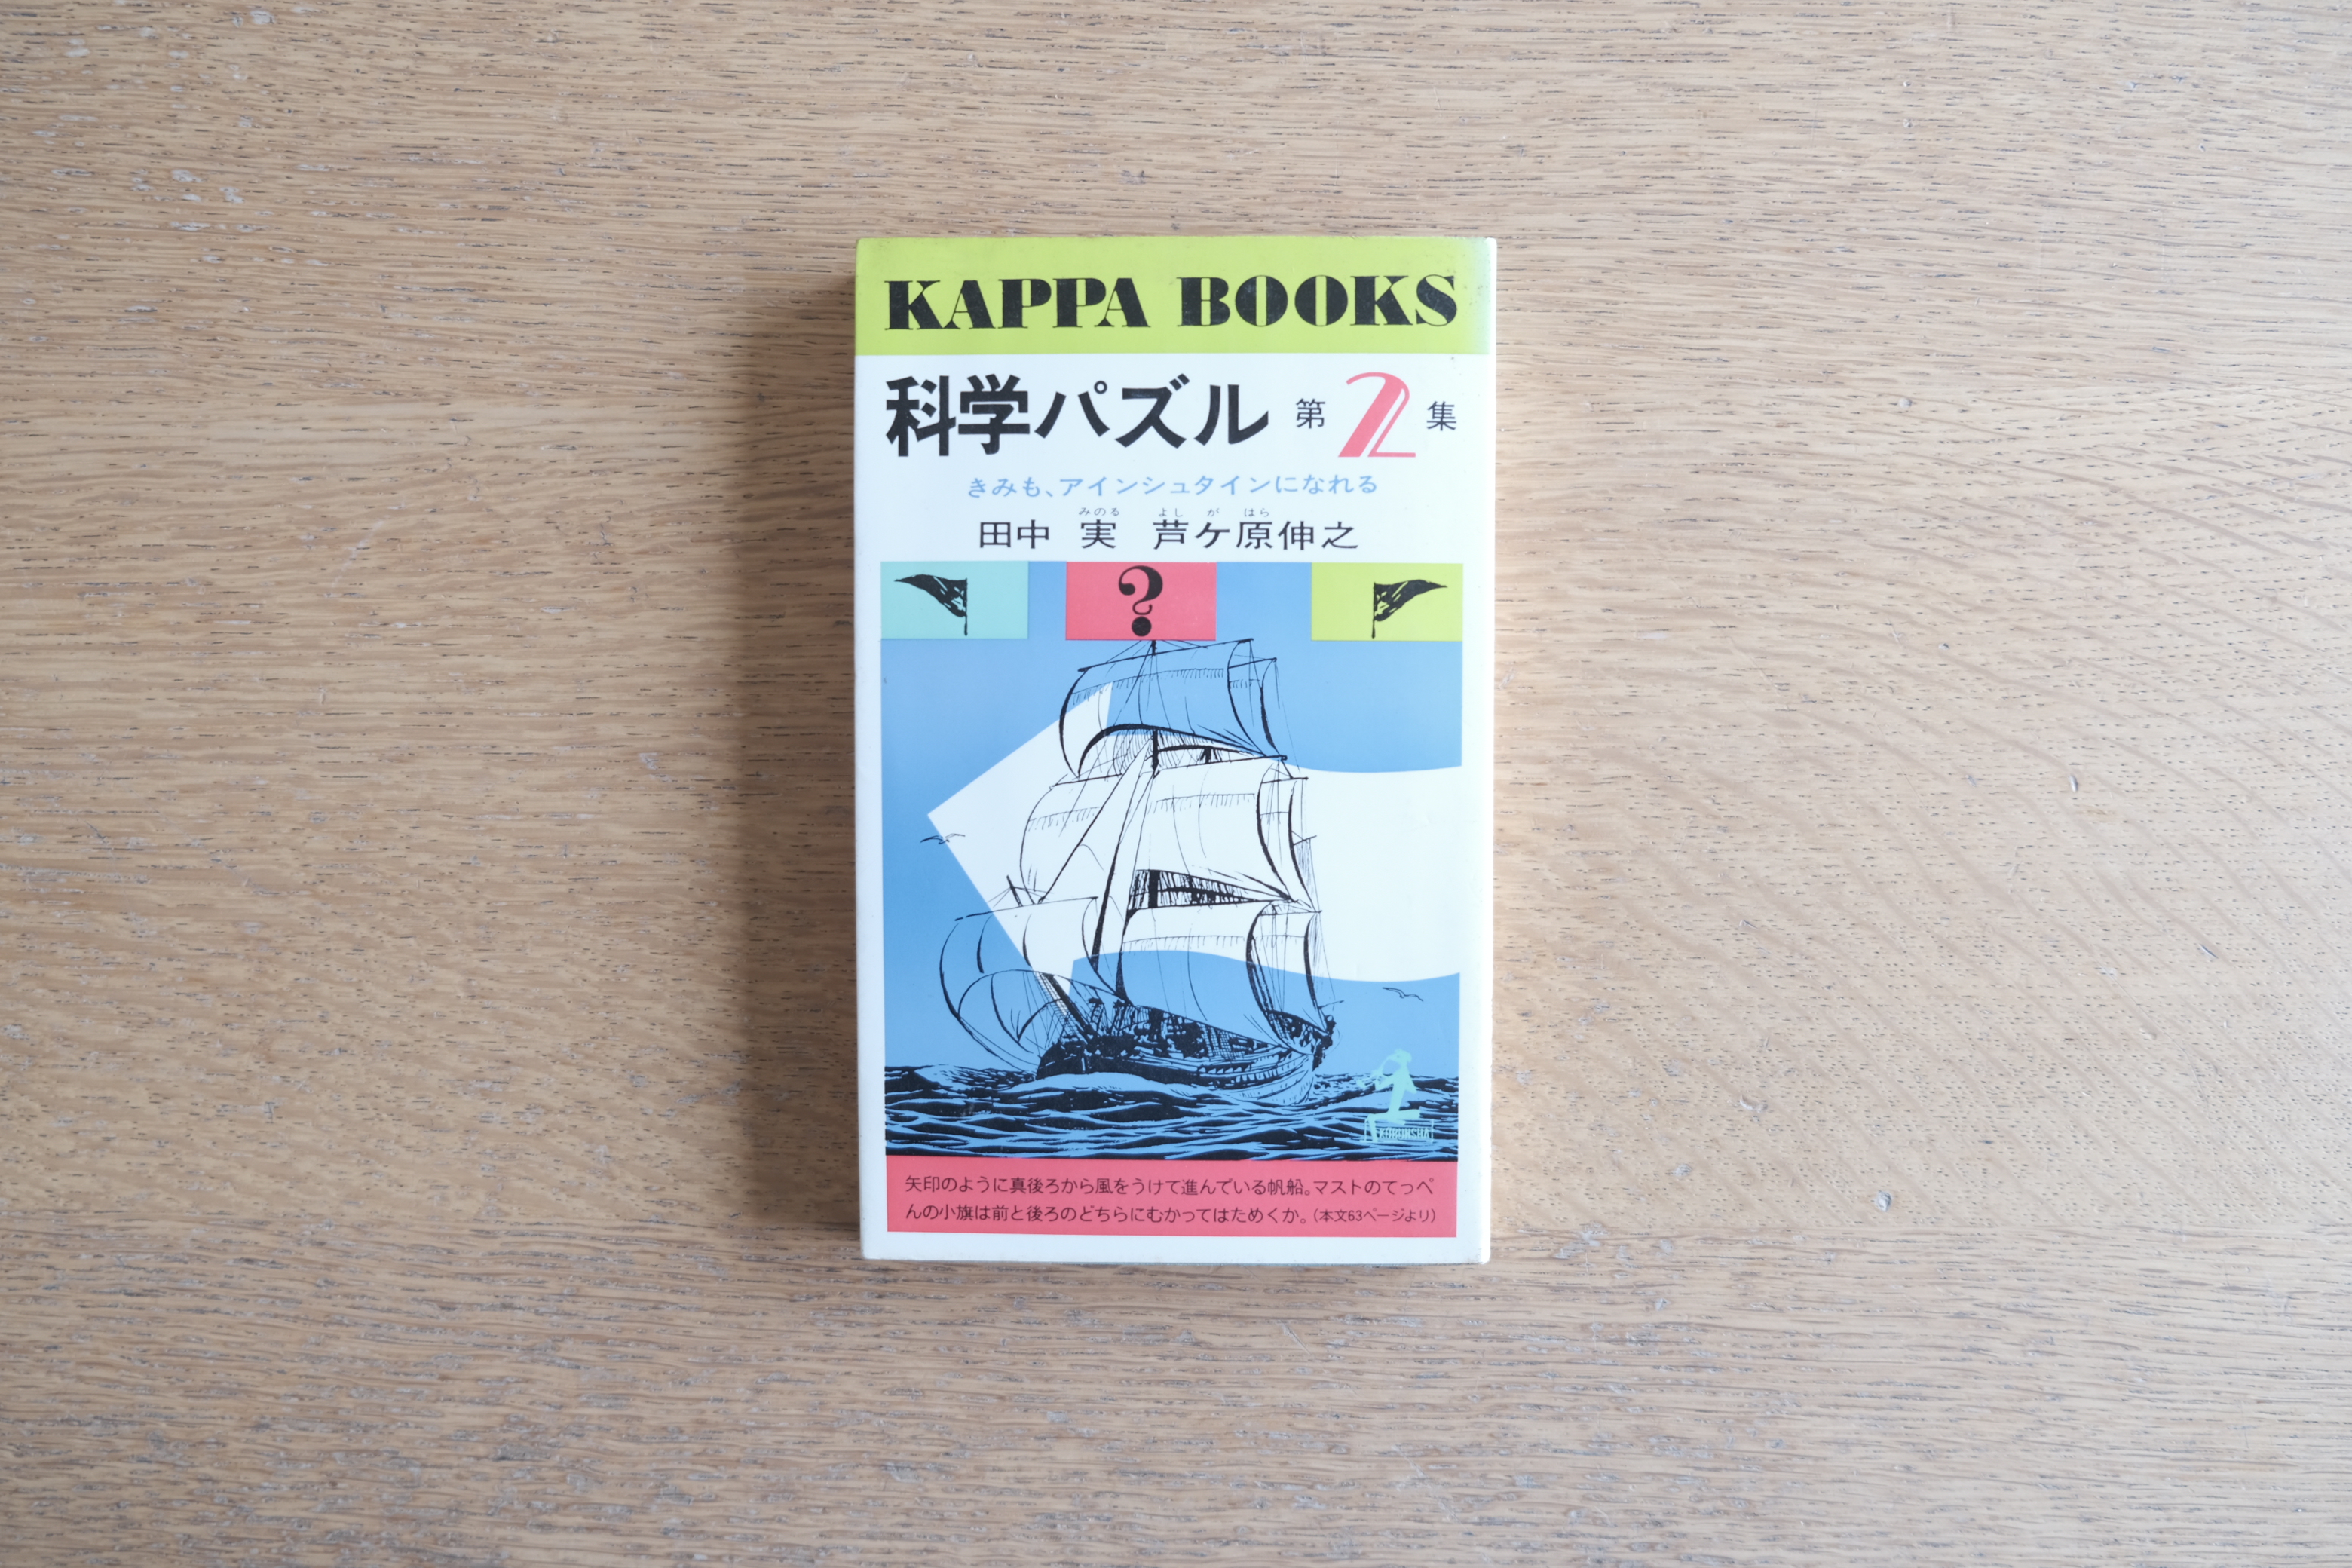 KAPPA BOOKS
科学パズル 第2集
きみも、アインシュタインになれる
みのる よしがはら
田中 実 芦ケ原伸之
?
KOBUNSHA
矢印のように真後ろから風をうけて進んでいる帆船。マストのてっぺ
んの小旗は前と後ろのどちらにむかってはためくか。(本文63ページより)